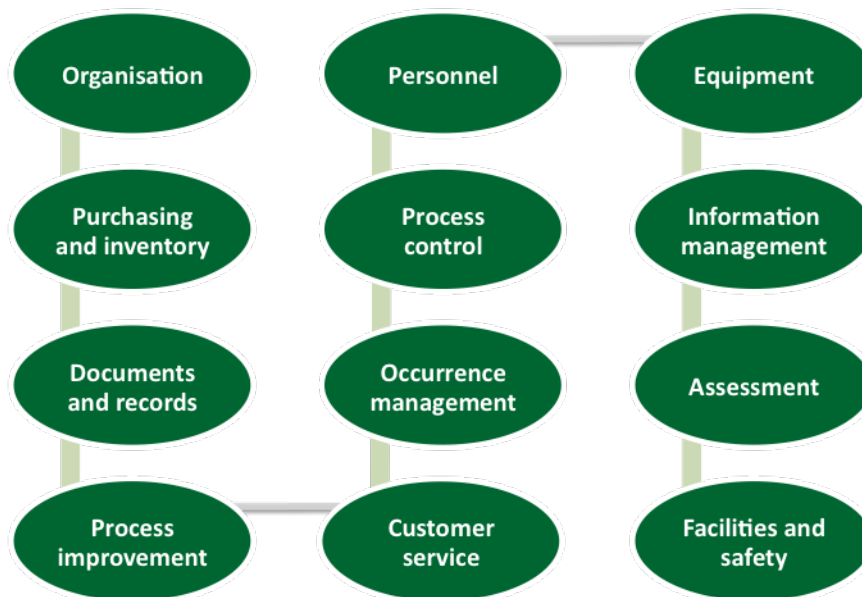 Organisation
Personnel
Equipment
Purchasing
and inventory
Process
control
Information
management
Documents
and records
Occurrence
management
Assessment
Process
improvement
Customer
service
Facilities and
safety